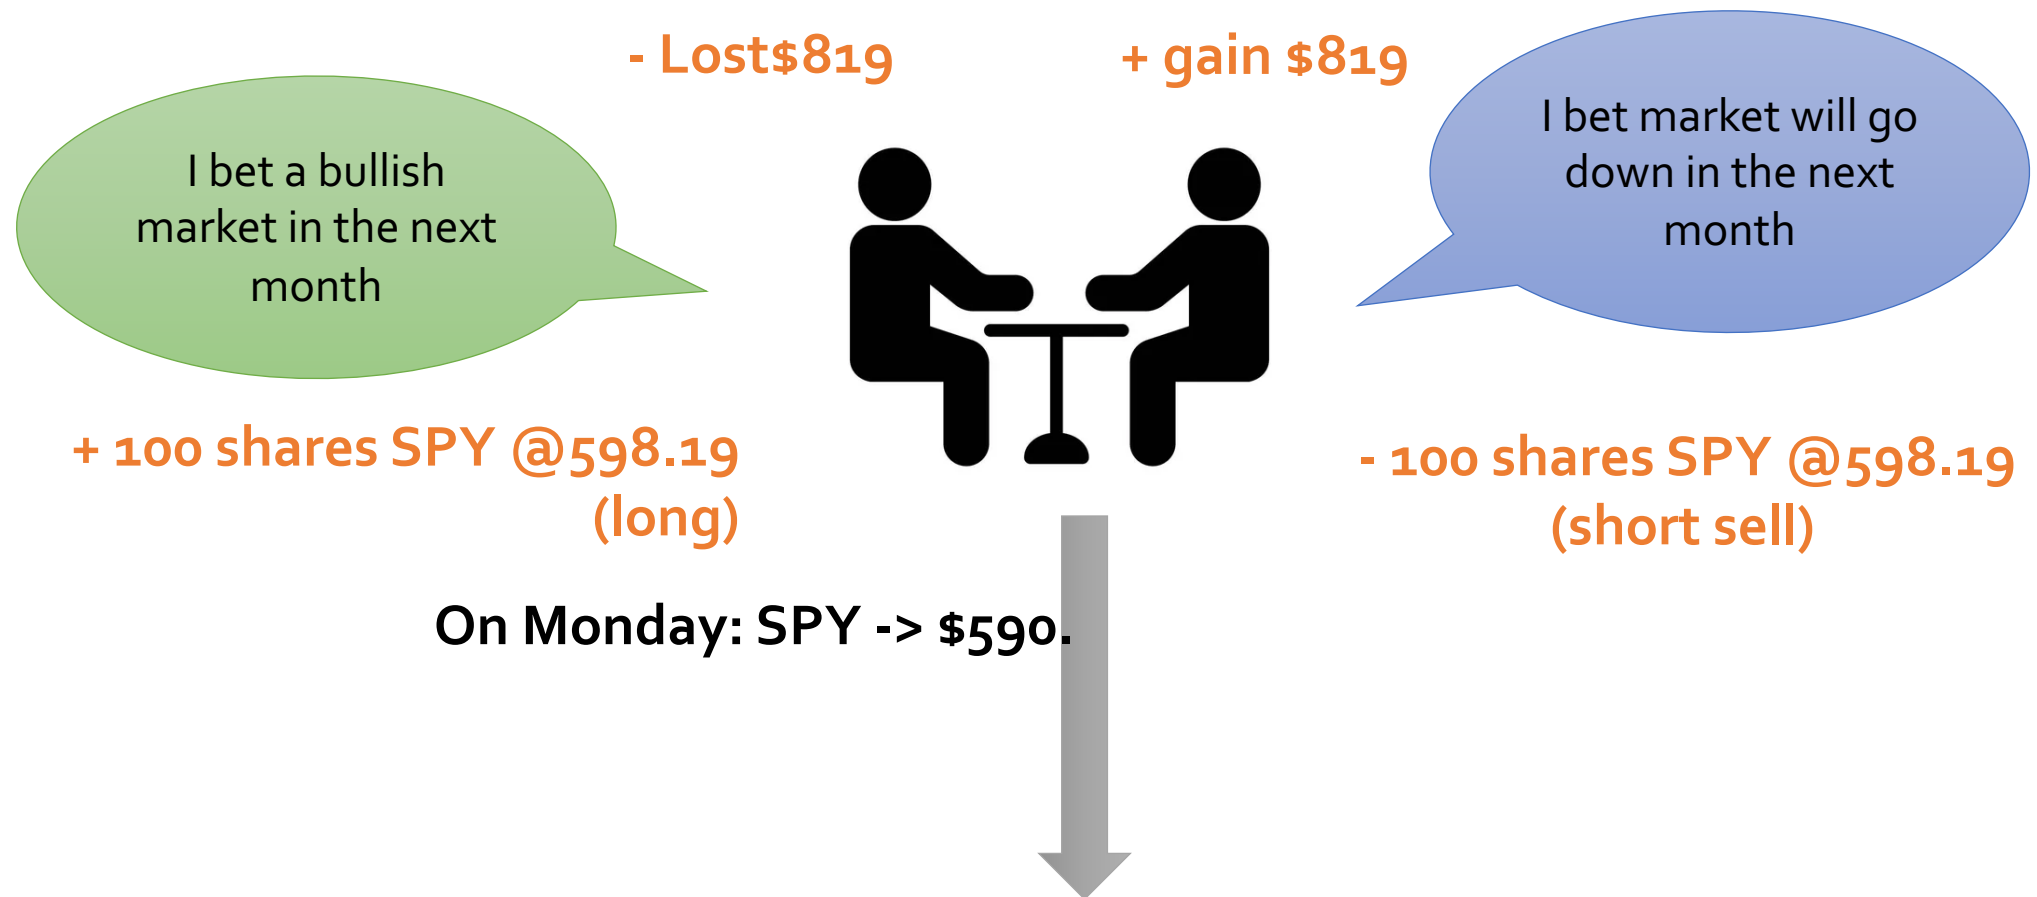 - Lost$819
+ gain $819
I bet a bullish
market in the next
month
I bet market will go
down in the next
month
+ 100 shares SPY @598.19
(long)
- 100 shares SPY @598.19
(short sell)
On Monday: SPY -> $590.